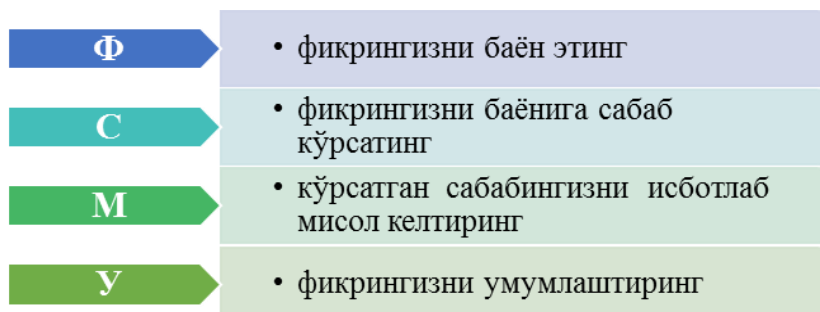 Ф
• фикрингизни баён этинг
С
• фикрингизни баёнига сабаб
кўрсатинг
М
• кўрсатган сабабингизни исботлаб
мисол келтиринг
У
• фикрингизни умумлаштиринг